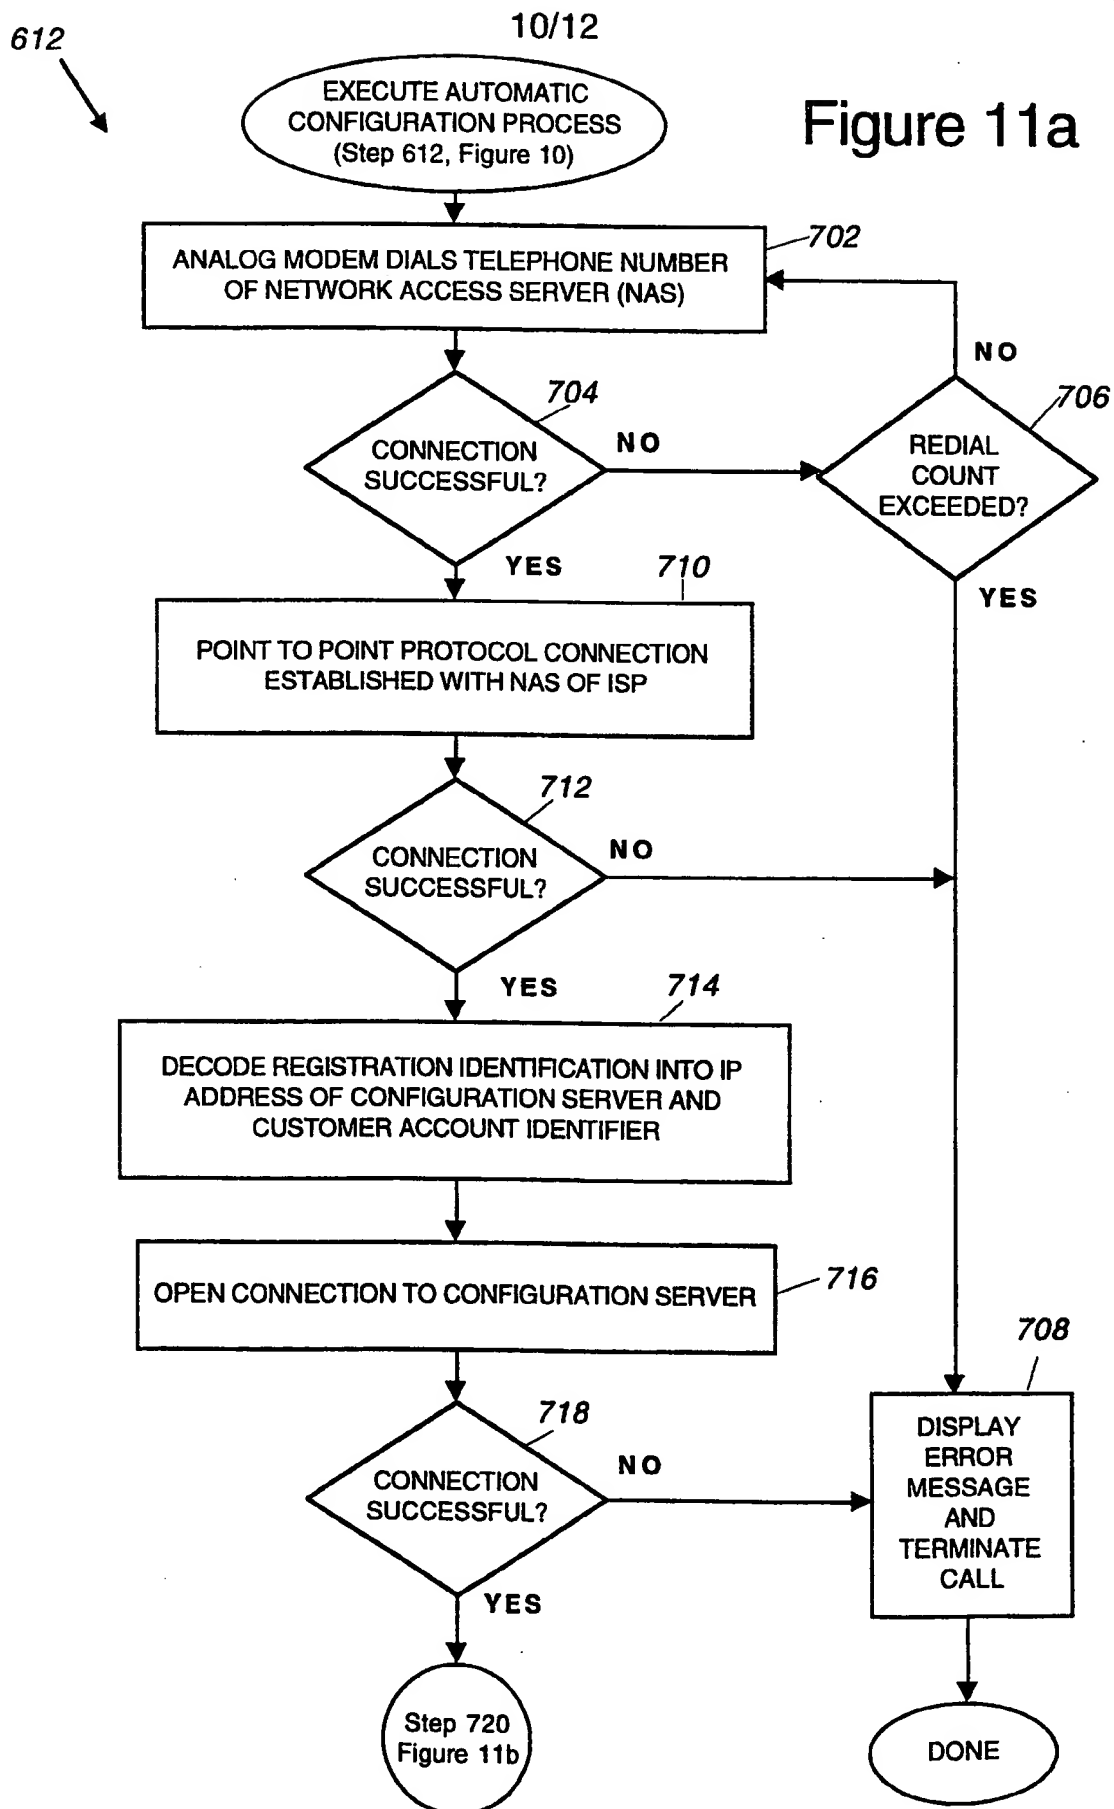 10/12
612
EXECUTE AUTOMATIC
CONFIGURATION PROCESS
(Step 612, Figure 10)
Figure 11a
702
ANALOG MODEM DIALS TELEPHONE NUMBER
OF NETWORK ACCESS SERVER (NAS)
NO
704
706
CONNECTION
SUCCESSFUL?
NO
REDIAL
COUNT
EXCEEDED?
YES
710
YES
POINT TO POINT PROTOCOL CONNECTION
ESTABLISHED WITH NAS OF ISP
712
CONNECTION
SUCCESSFUL?
NO
YES
714
DECODE REGISTRATION IDENTIFICATION INTO IP
ADDRESS OF CONFIGURATION SERVER AND
CUSTOMER ACCOUNT IDENTIFIER
OPEN CONNECTION TO CONFIGURATION SERVER
716
708
718
CONNECTION
SUCCESSFUL?
NO
DISPLAY
ERROR
MESSAGE
AND
TERMINATE
CALL
YES
Step 720
Figure 11b
DONE